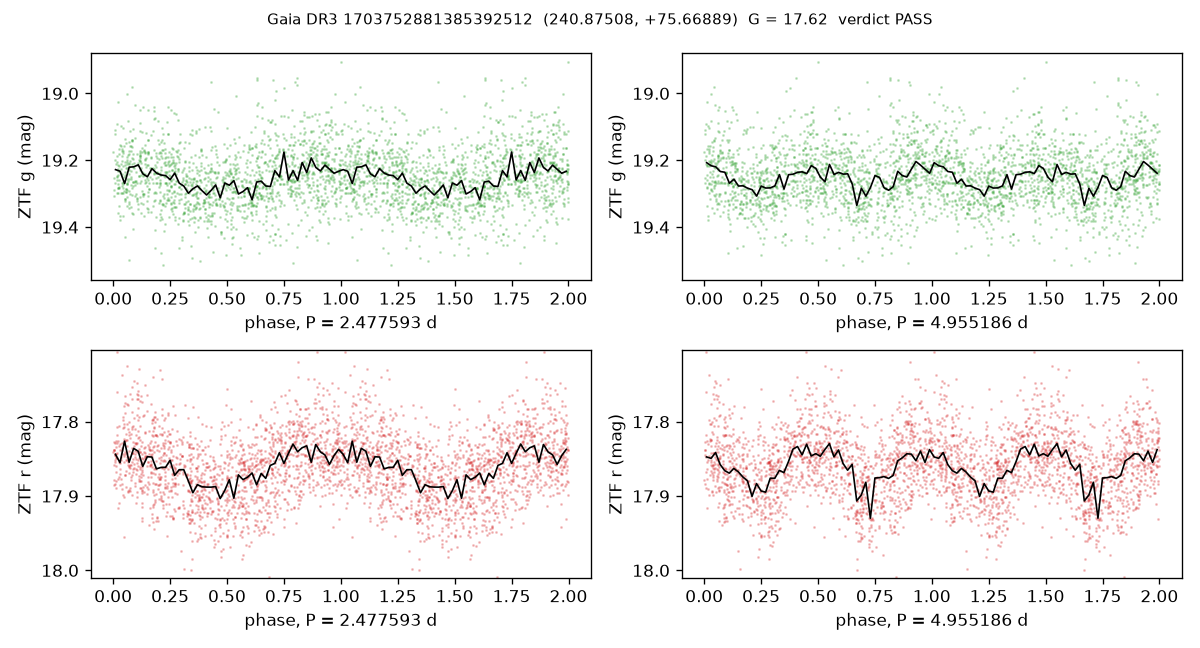 Gaia DR3 1703752881385392512 (240.87508, +75.66889) G = 17.62 verdict PASS
ZTF g (mag)
19.0
19.2
19.4
0.00 0.25 0.50 0.75 1.00 1.25 1.50 1.75 2.00
phase, P = 2.477593 d
ZTF g (mag)
19.0
19.2
19.4
0.00 0.25 0.50 0.75 1.00 1.25 1.50 1.75 2.00
phase, P = 4.955186 d
ZTF r (mag)
17.8
17.9
18.0
0.00 0.25 0.50 0.75 1.00 1.25 1.50 1.75 2.00
phase, P = 2.477593 d
ZTF r (mag)
17.8
17.9
18.0
0.00 0.25 0.50 0.75 1.00 1.25 1.50 1.75 2.00
phase, P = 4.955186 d